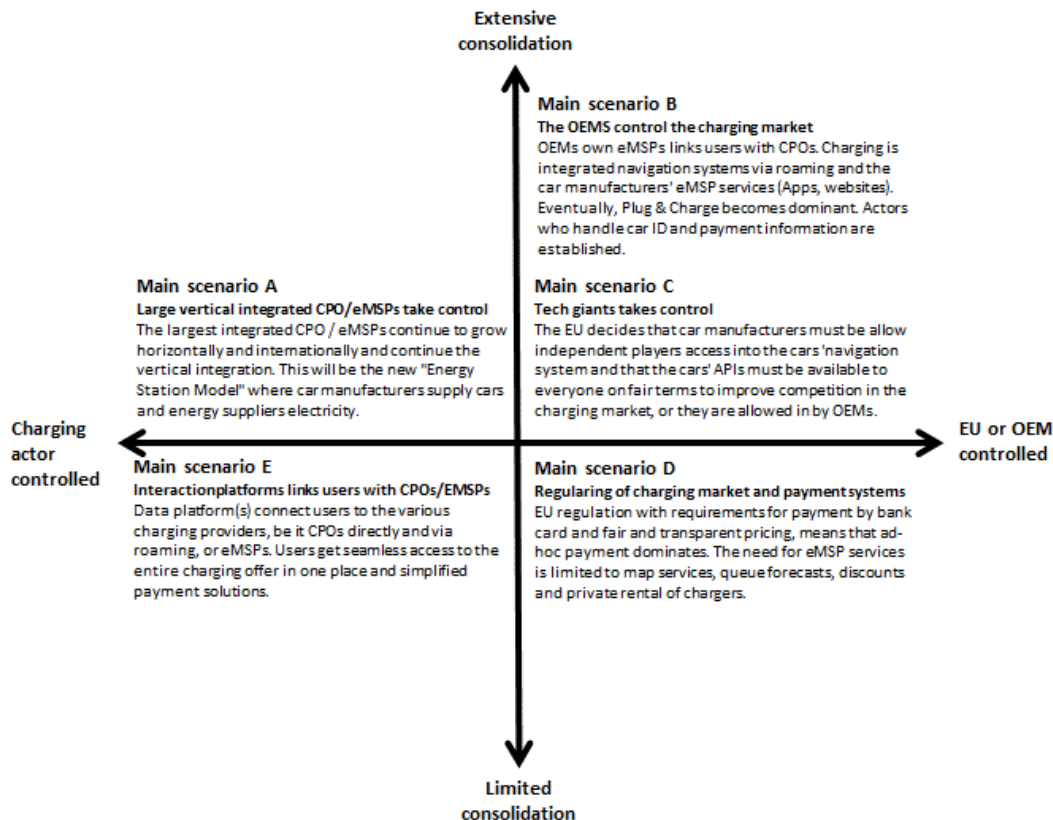 Extensive
consolidation
Main scenario B
The OEMS control the charging market
OEMs own eMSPs links users with CPOs. Charging is
integrated navigation systems via roaming and the
car manufacturers' eMSP services (Apps, websites).
Eventually, Plug & Charge becomes dominant. Actors
who handle car ID and payment information are
established.
Main scenario A
Large vertical integrated CPO/eMSPs take control
The largest integrated CPO / eMSPs continue to grow
horizontally and internationally and continue the
vertical integration. This will be the new "Energy
Station Model" where car manufacturers supply cars
and energy suppliers electricity.
Main scenario C
Tech giants takes control
The EU decides that car manufacturers must be allow
independent players access into the cars 'navigation
system and that the cars' APIs must be available to
everyone on fair terms to improve competition in the
charging market, or they are allowed in by OEMs.
Charging
actor
controlled
EU or OEM
controlled
Main scenario E
Interactionplatforms links users with CPOs/EMSPs
Data platform(s) connect users to the various
charging providers, be it CPOs directly and via
roaming, or eMSPs. Users get seamless access to the
entire charging offer in one place and simplified
payment solutions.
Main scenario D
Regularing of charging market and payment systems
EU regulation with requirements for payment by bank
card and fair and transparent pricing, means that ad-
hoc payment dominates. The need for eMSP services
is limited to map services, queue forecasts, discounts
and private rental of chargers.
Limited
consolidation